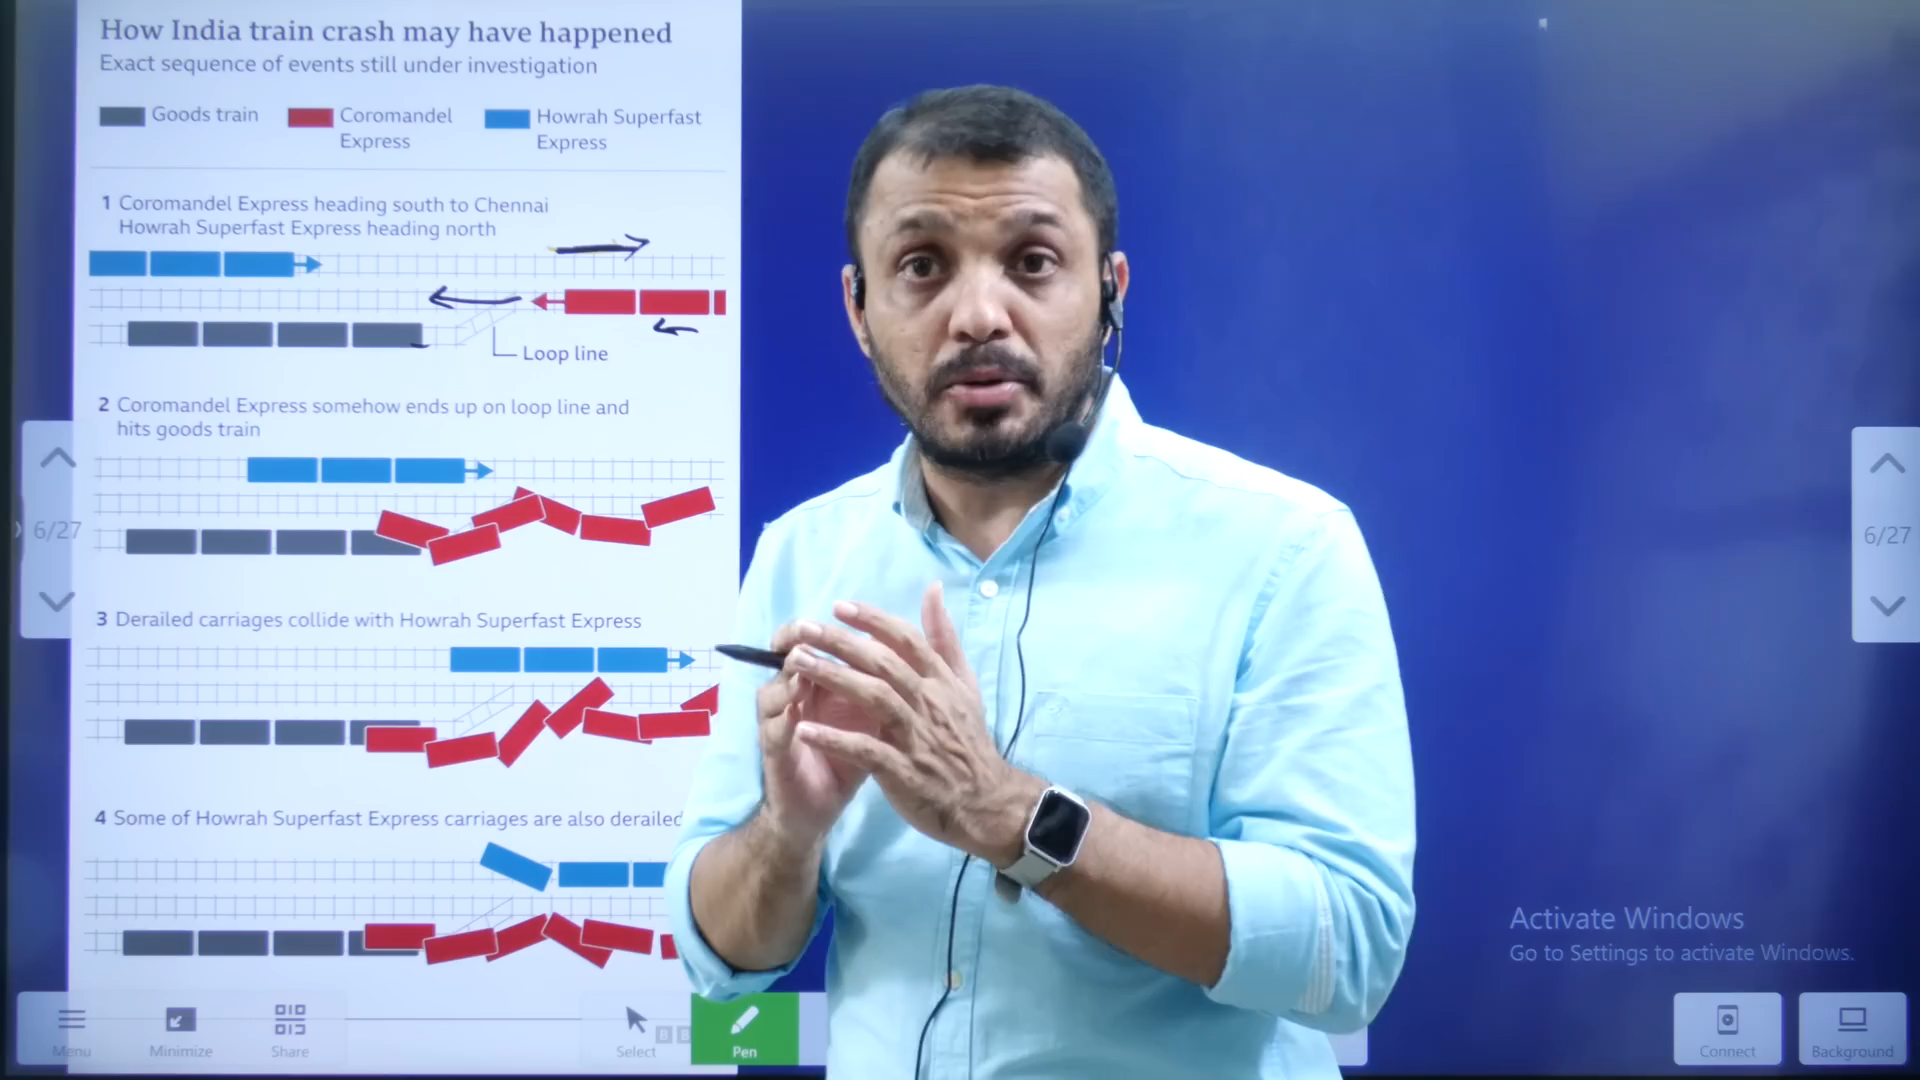 How India train crash may have happened
Exact sequence of events still under investigation
Goods train
Coromandel
Express
Howrah Superfast
Express
1 Coromandel Express heading south to Chennai
Howrah Superfast Express heading north
Loop line
2 Coromandel Express somehow ends up on loop line and
hits goods train
3 Derailed carriages collide with Howrah Superfast Express
4 Some of Howrah Superfast Express carriages are also derailed
6/27
6/27
Activate Windows
Go to Settings to activate Windows.
Menu
Minimize
Share
Select
B B
Pen
Connect
Background